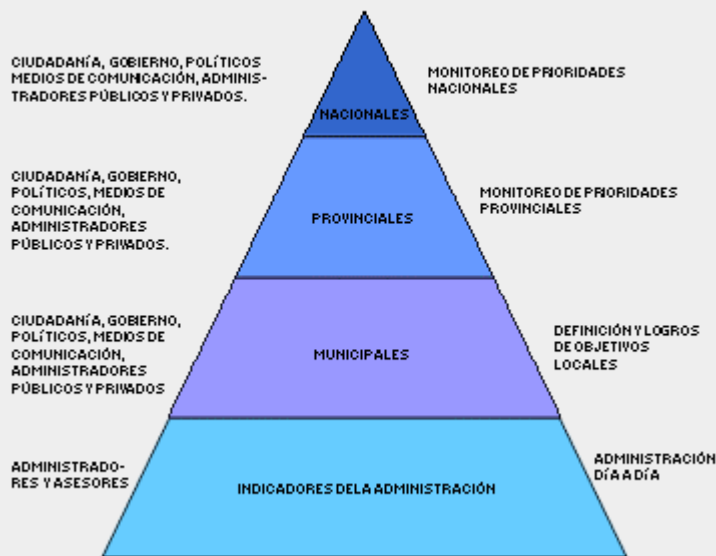 CIUDADANÍA, GOBIERNO, POLÍTICOS
MEDIOS DE COMUNICACIÓN, ADMINIS-
TRADORES PÚBLICOS Y PRIVADOS.
NACIONALES
MONITOREO DE PRIORIDADES
NACIONALES
CIUDADANÍA, GOBIERNO,
POLÍTICOS, MEDIOS DE
COMUNICACIÓN,
ADMINISTRADORES
PÚBLICOS Y PRIVADOS.
PROVINCIALES
MONITOREO DE PRIORIDADES
PROVINCIALES
CIUDADANÍA, GOBIERNO,
POLÍTICOS, MEDIOS DE
COMUNICACIÓN,
ADMINISTRADORES
PÚBLICOS Y PRIVADOS
MUNICIPALES
DEFINICIÓN Y LOGROS
DE OBJETIVOS
LOCALES
ADMINISTRADO-
RES Y ASESORES
INDICADORES DE LA ADMINISTRACIÓN
ADMINISTRACIÓN
DÍA A DÍA